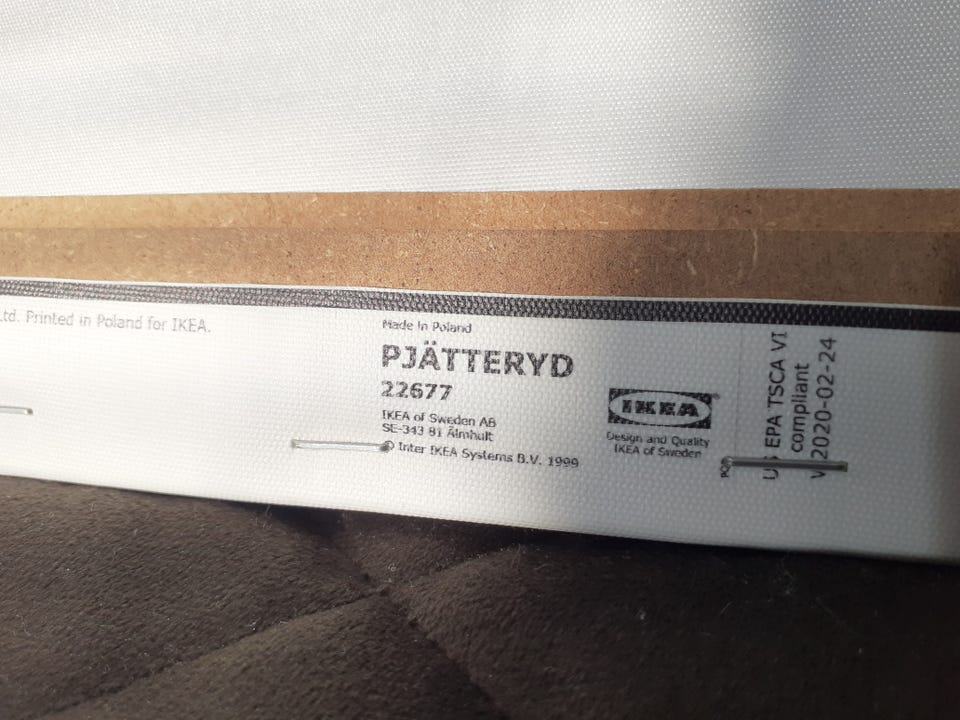 Ltd. Printed in Poland for IKEA.
Made in Poland
PJÄTTERYD
22677
IKEA of Sweden AB
SE-343 81 Älmhult
© Inter IKEA Systems B.V. 1999
IKEA
Design and Quality
IKEA of Sweden
US EPA TSCA VI
compliant
2020-02-24